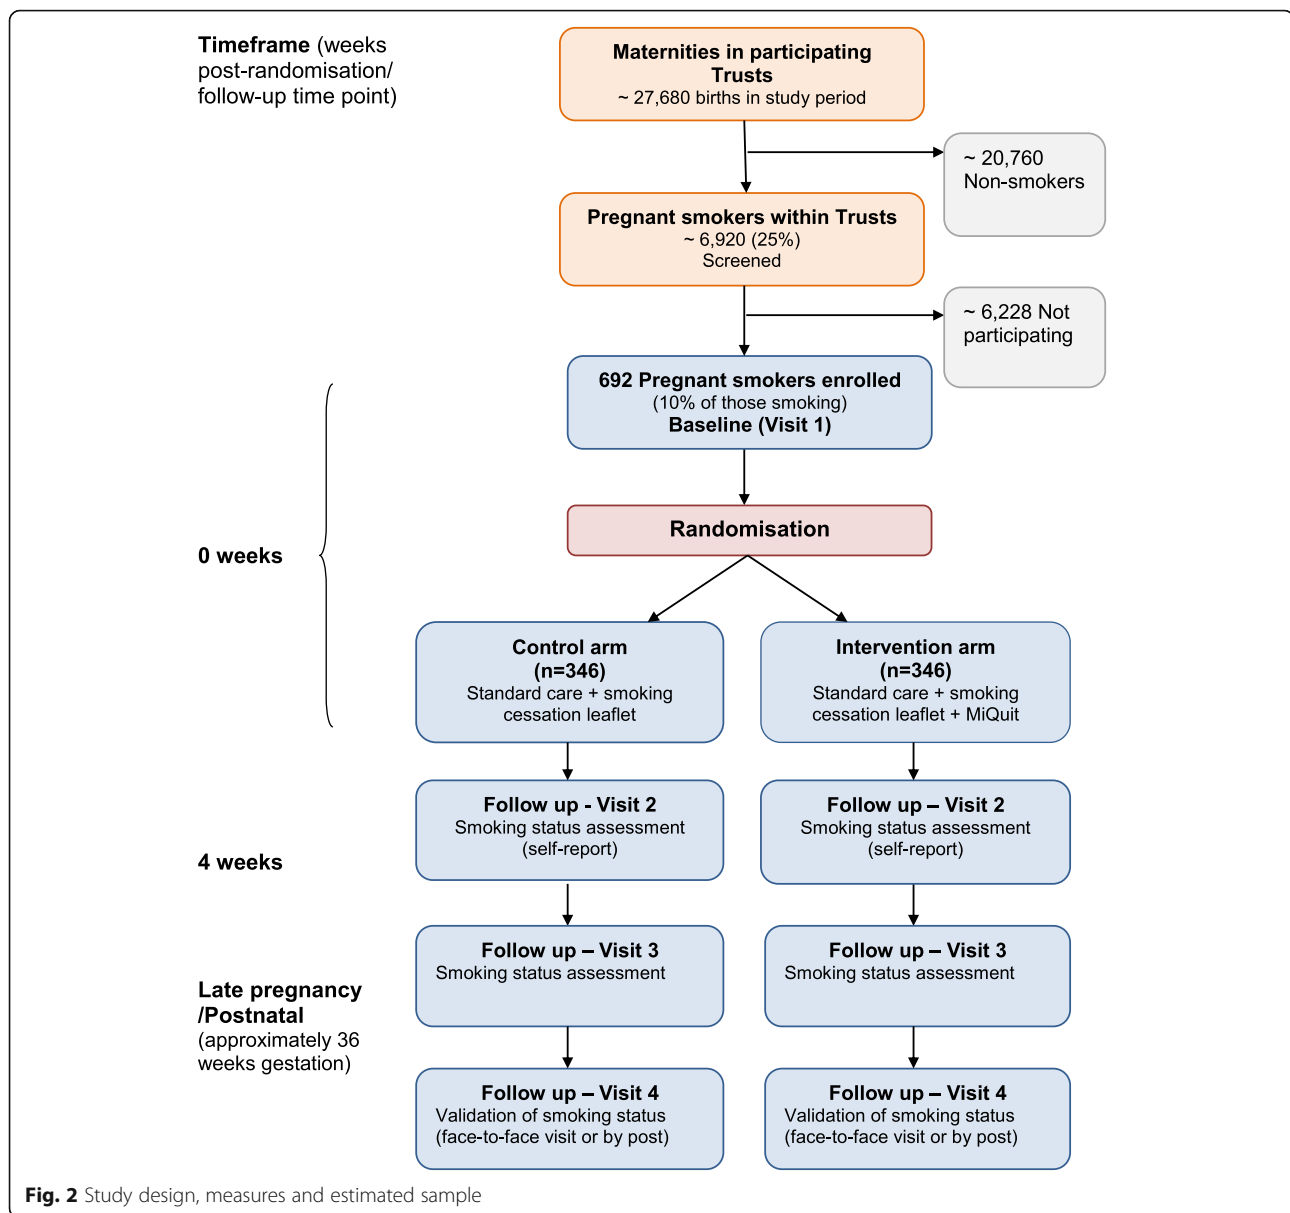 Timeframe (weeks
post-randomisation/
follow-up time point)
Maternities in participating
Trusts
~ 27,680 births in study period
~ 20,760
Non-smokers
Pregnant smokers within Trusts
~ 6,920 (25%)
Screened
~ 6,228 Not
participating
692 Pregnant smokers enrolled
(10% of those smoking)
Baseline (Visit 1)
Randomisation
0 weeks
Control arm
(n=346)
Standard care + smoking
cessation leaflet
Intervention arm
(n=346)
Standard care + smoking
cessation leaflet + MiQuit
4 weeks
Follow up - Visit 2
Smoking status assessment
(self-report)
Follow up – Visit 2
Smoking status assessment
(self-report)
Late pregnancy
/Postnatal
(approximately 36
weeks gestation)
Follow up – Visit 3
Smoking status assessment
Follow up – Visit 3
Smoking status assessment
Follow up – Visit 4
Validation of smoking status
(face-to-face visit or by post)
Follow up – Visit 4
Validation of smoking status
(face-to-face visit or by post)
Fig. 2 Study design, measures and estimated sample